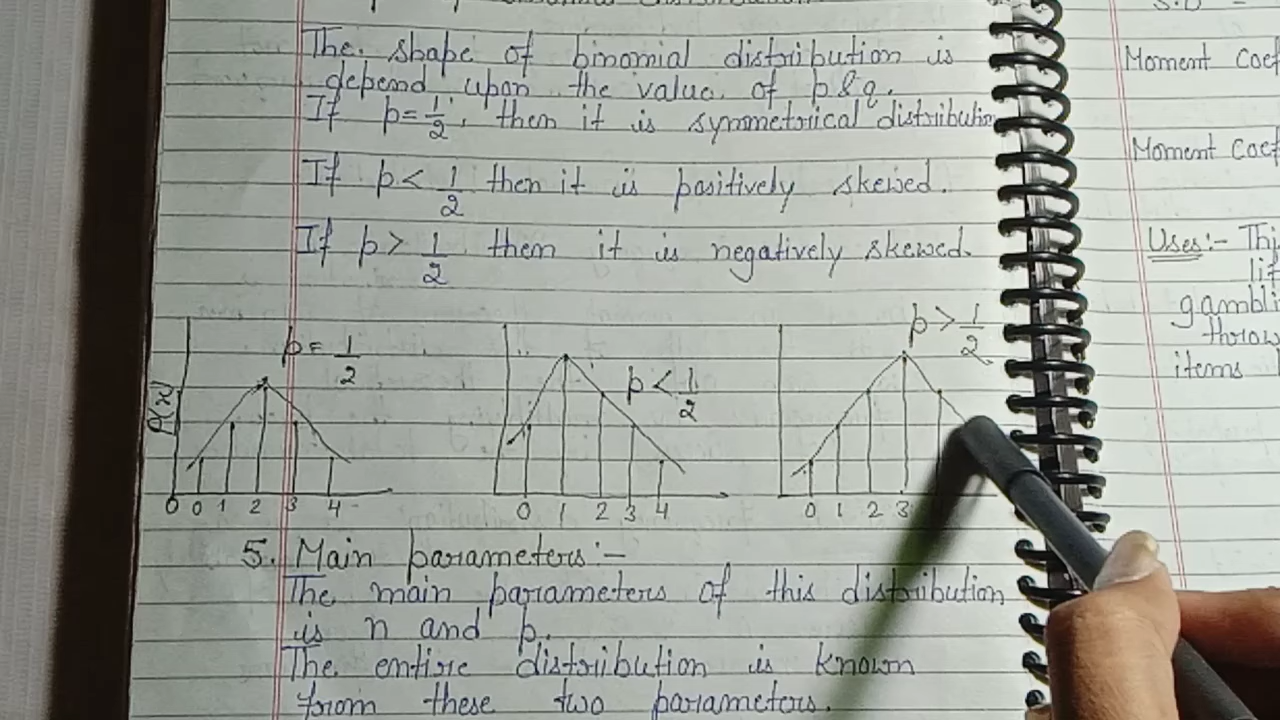 The shape of binomial distribution is
depend upon the value of p & q.
If p = 1/2, then it is symmetrical distribution
If p < 1/2 then it is positively skewed.
If p > 1/2 them it is negatively skewed.
p = 1/2
p < 1/2
p > 1/2
P(x)
0 0 1 2 3 4
0 1 2 3 4
0 1 2 3
5. Main parameters:-
The main parameters of this distribution
is n and p.
The entire distribution is known
from these two parameters.
S.D -
Moment Coef
Moment Coef
Uses:- Thi
lif
gambli
throw
items